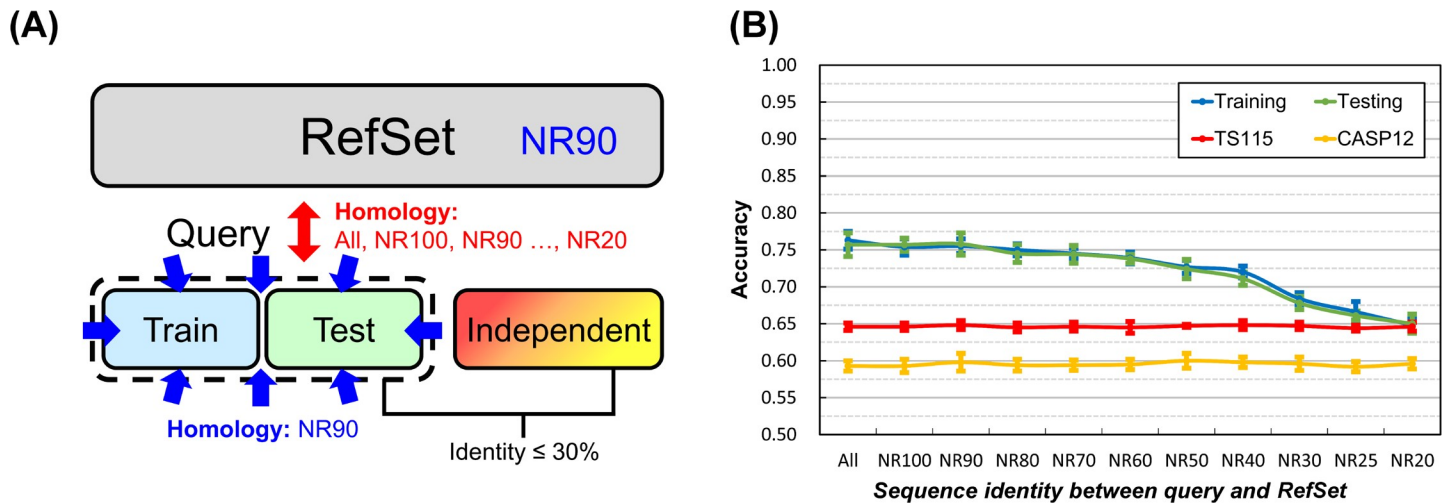 (A)
RefSet NR90
Query
Homology:
All, NR100, NR90 ..., NR20
Train
Test
Independent
Homology: NR90
Identity ≤ 30%
(B)
1.00
0.95
0.90
0.85
0.80
0.75
0.70
0.65
0.60
0.55
0.50
Accuracy
Training
Testing
TS115
CASP12
All NR100 NR90 NR80 NR70 NR60 NR50 NR40 NR30 NR25 NR20
Sequence identity between query and RefSet